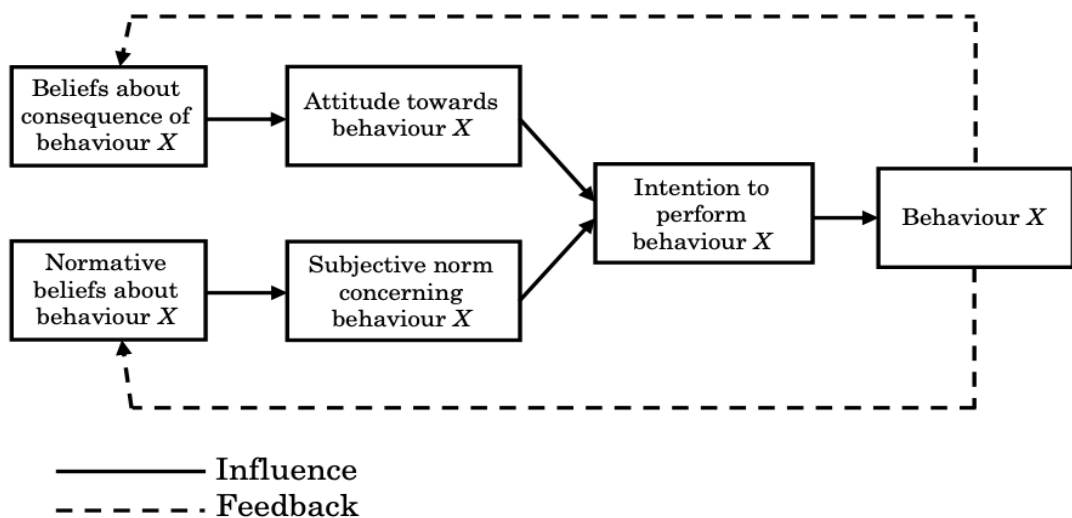 Beliefs about
consequence of
behaviour X
Attitude towards
behaviour X
Intention to
perform
behaviour X
Behaviour X
Normative
beliefs about
behaviour X
Subjective norm
concerning
behaviour X
Influence
Feedback